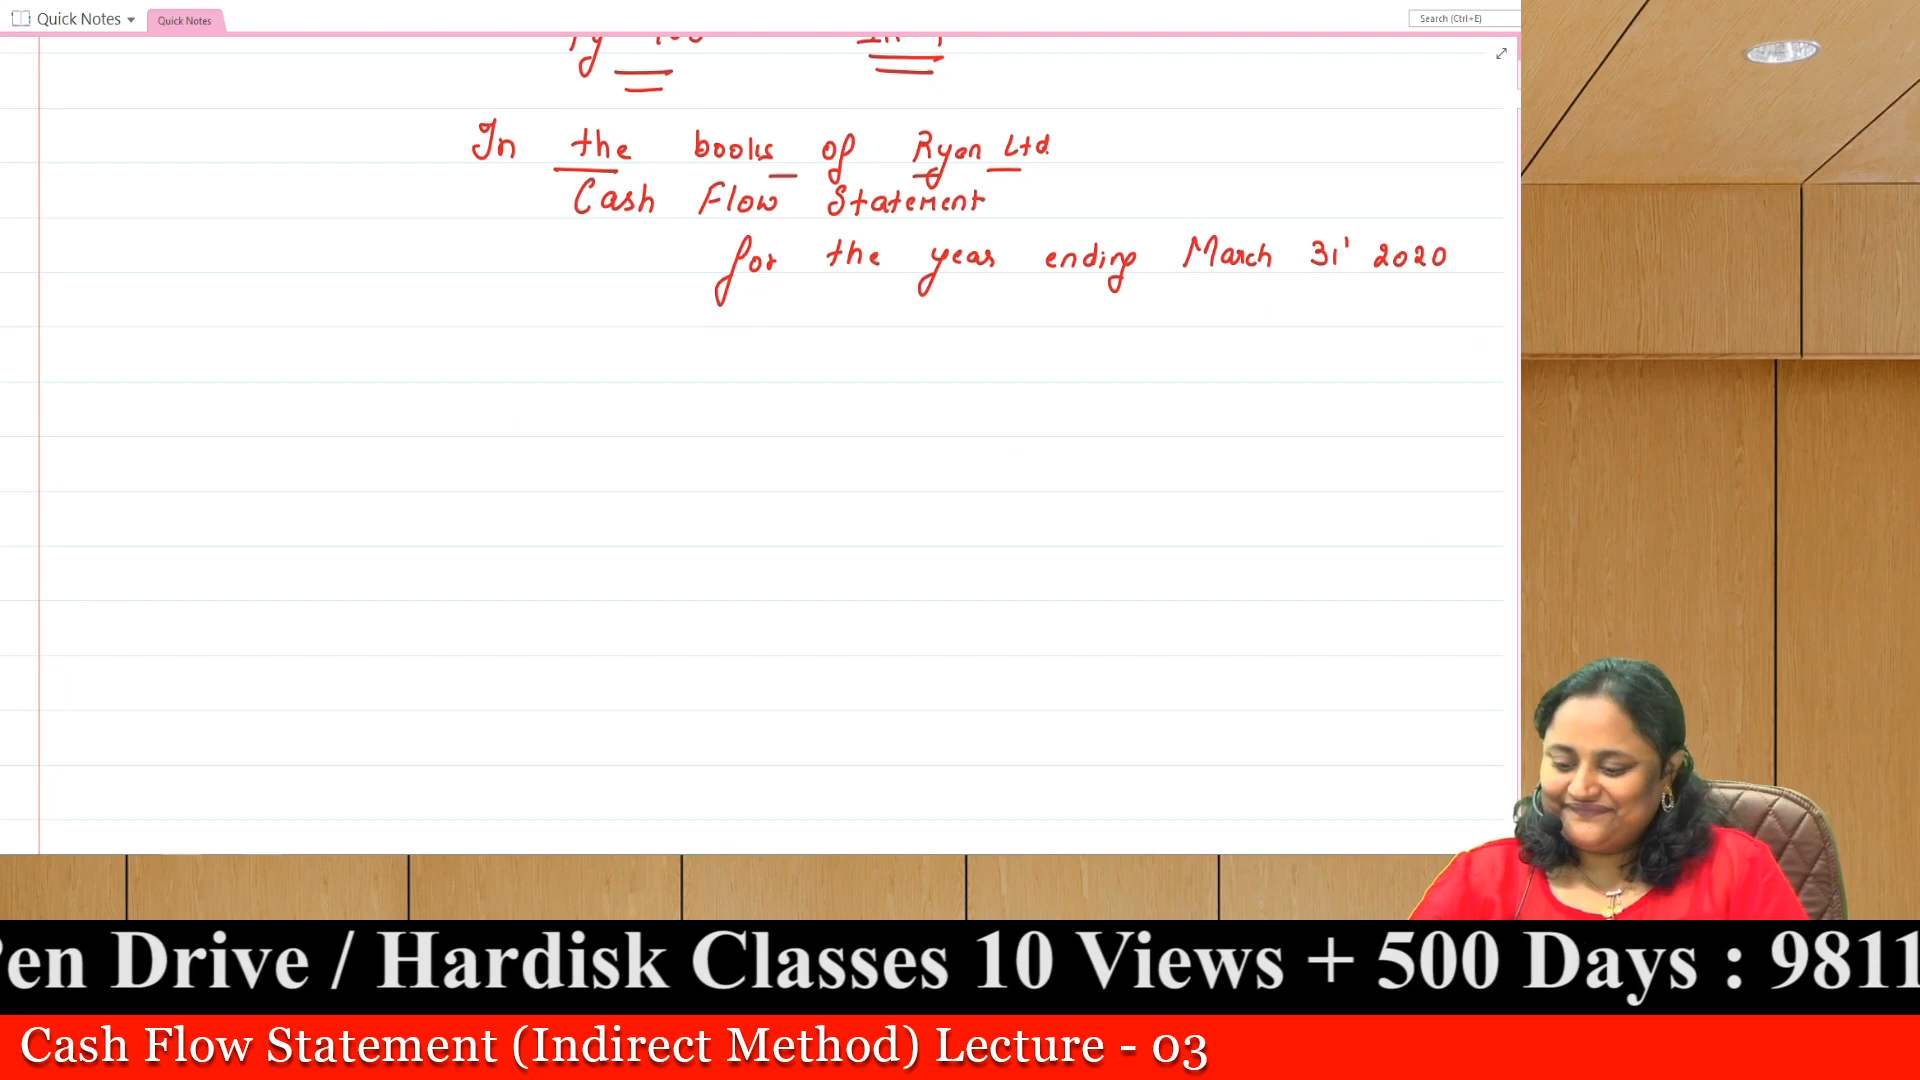 Quick Notes
Quick Notes
Search (Ctrl+E)
In the books of Ryan Ltd.
Cash Flow Statement
for the year ending March 31' 2020
Pen Drive / Hardisk Classes 10 Views + 500 Days : 9811
Cash Flow Statement (Indirect Method) Lecture - 03